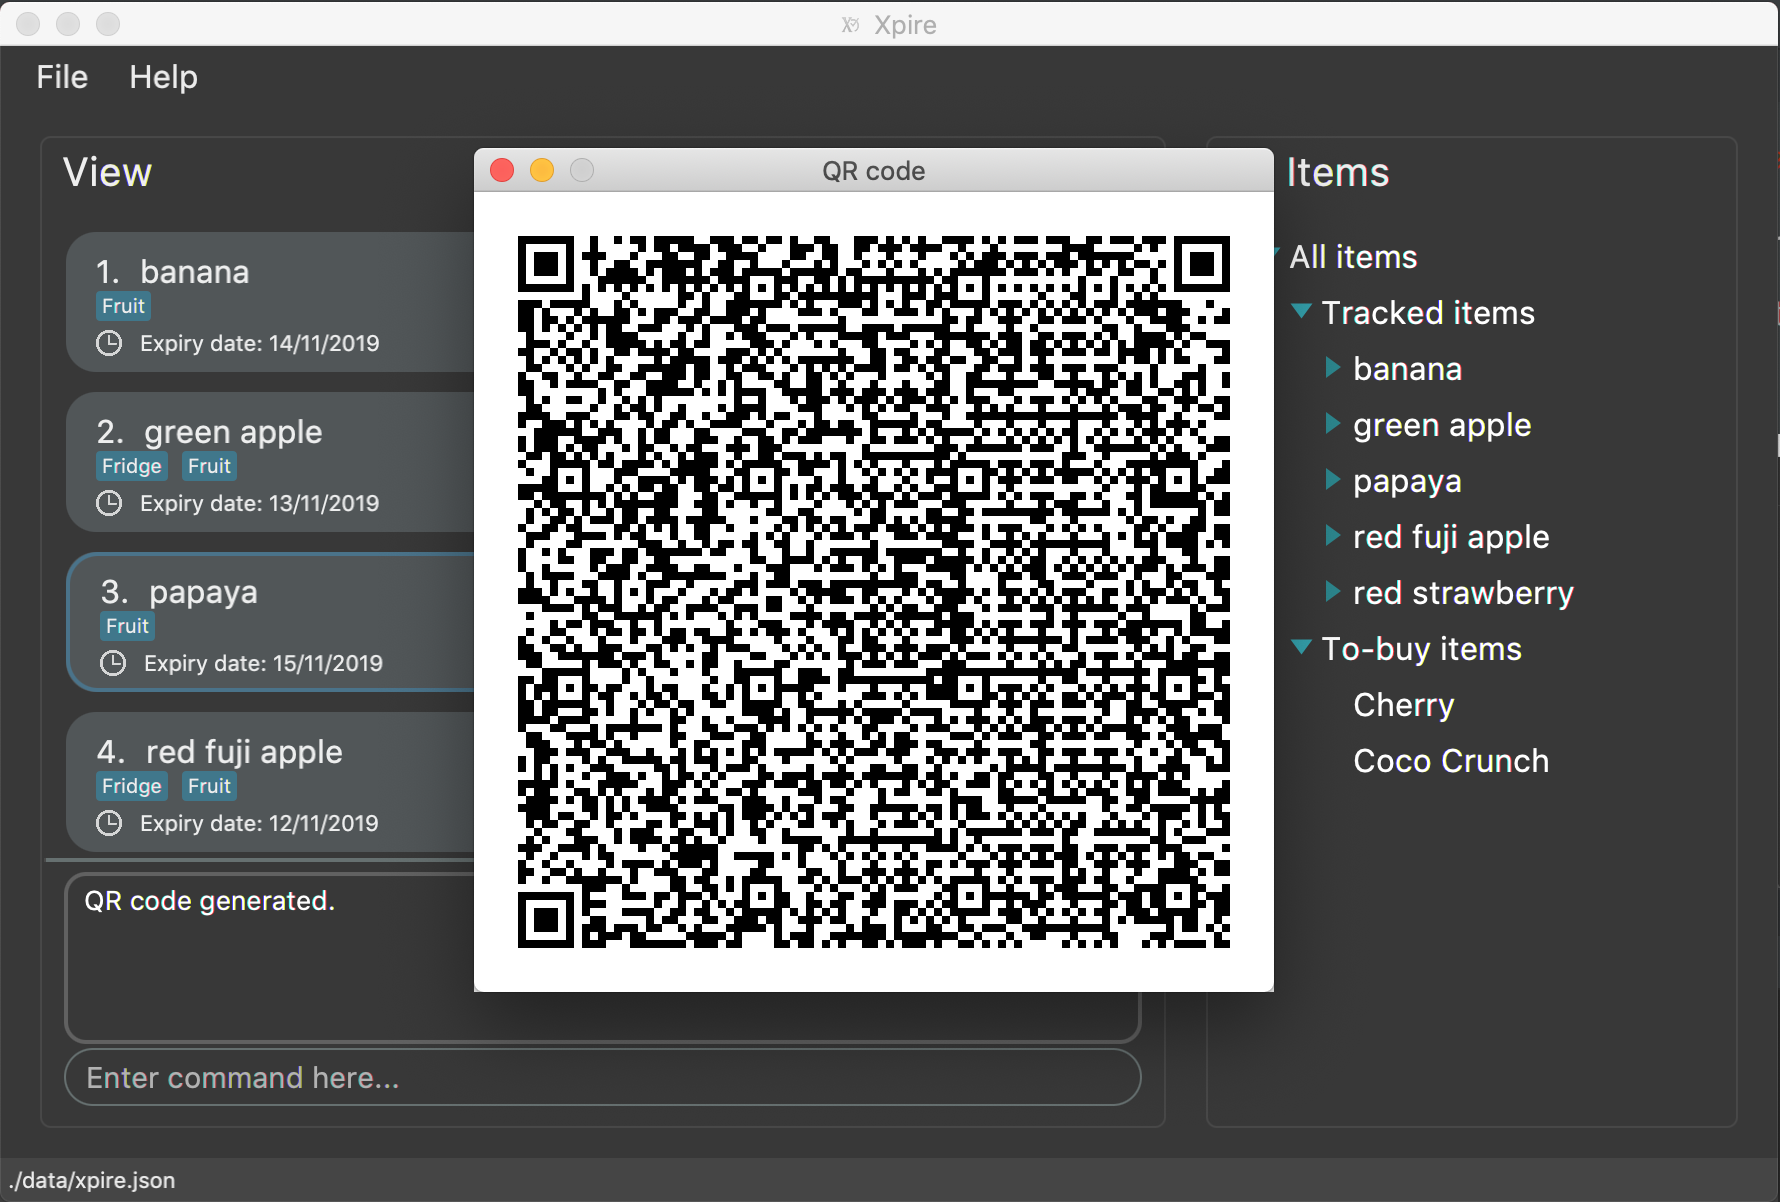 Xpire
File Help
View
1. banana
Fruit
Expiry date: 14/11/2019
2. green apple
Fridge Fruit
Expiry date: 13/11/2019
3. papaya
Fruit
Expiry date: 15/11/2019
4. red fuji apple
Fridge Fruit
Expiry date: 12/11/2019
QR code generated.
Enter command here...
QR code
Items
All items
Tracked items
banana
green apple
papaya
red fuji apple
red strawberry
To-buy items
Cherry
Coco Crunch
./data/xpire.json